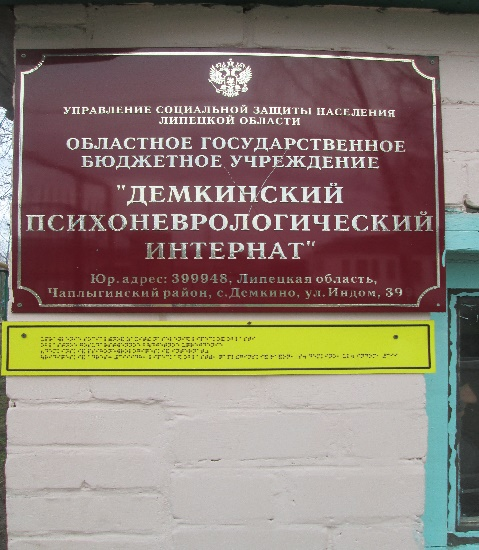 УПРАВЛЕНИЕ СОЦИАЛЬНОЙ ЗАЩИТЫ НАСЕЛЕНИЯ
ЛИПЕЦКОЙ ОБЛАСТИ
ОБЛАСТНОЕ ГОСУДАРСТВЕННОЕ
БЮДЖЕТНОЕ УЧРЕЖДЕНИЕ
"ДЕМКИНСКИЙ
ПСИХОНЕВРОЛОГИЧЕСКИЙ
ИНТЕРНАТ"
Юр. адрес: 399948, Липецкая область,
Чаплыгинский район, с. Демкино, ул. Индом, 39